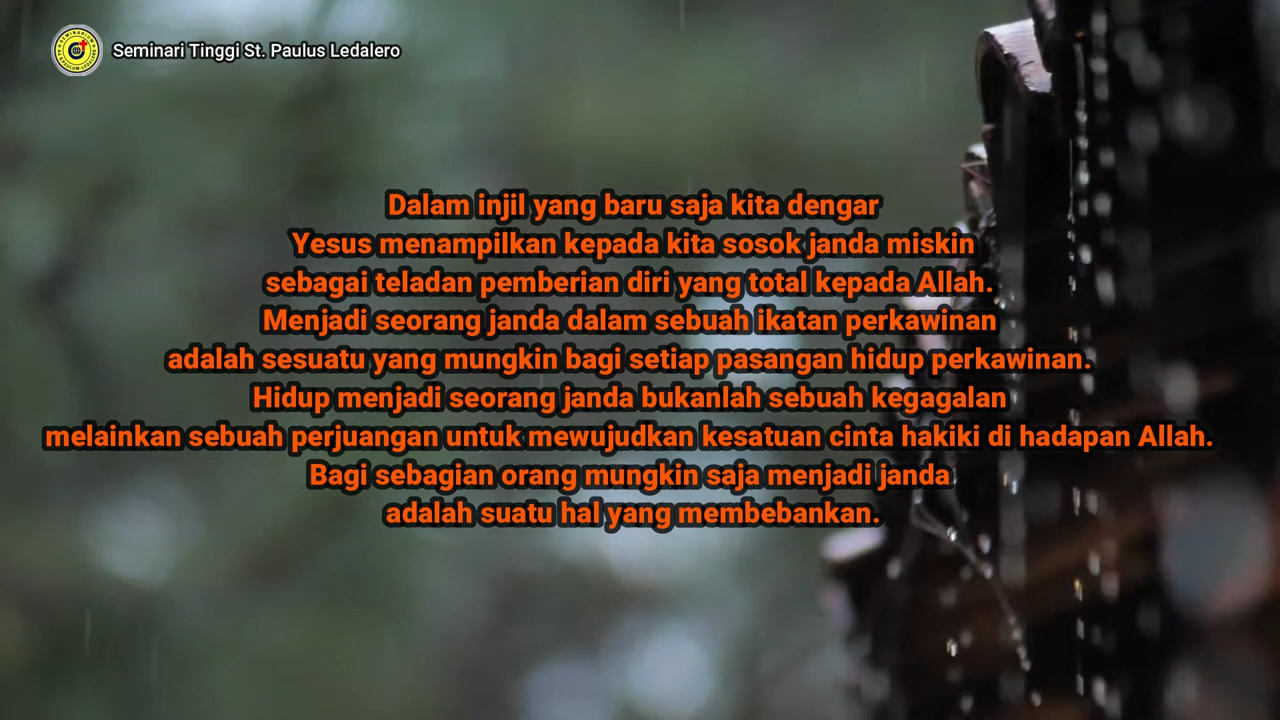 Seminari Tinggi St. Paulus Ledalero
Dalam injil yang baru saja kita dengar
Yesus menampilkan kepada kita sosok janda miskin
sebagai teladan pemberian diri yang total kepada Allah.
Menjadi seorang janda dalam sebuah ikatan perkawinan
adalah sesuatu yang mungkin bagi setiap pasangan hidup perkawinan.
Hidup menjadi seorang janda bukanlah sebuah kegagalan
melainkan sebuah perjuangan untuk mewujudkan kesatuan cinta hakiki di hadapan Allah.
Bagi sebagian orang mungkin saja menjadi janda
adalah suatu hal yang membebankan.